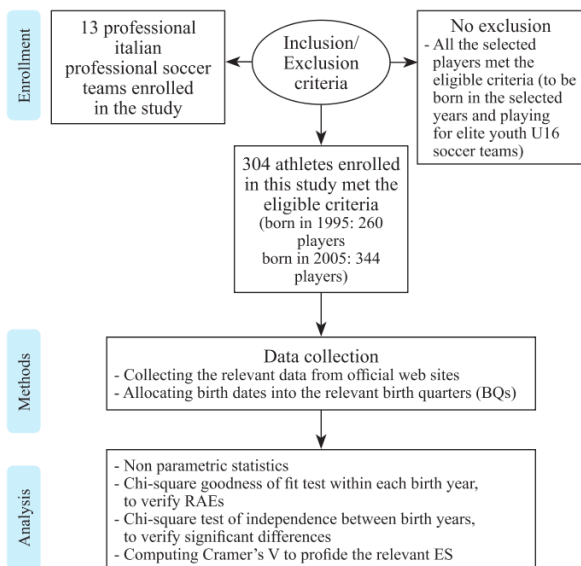 Enrollment
13 professional
italian
professional soccer
teams enrolled
in the study
Inclusion/
Exclusion
criteria
No exclusion
- All the selected
players met the
eligible criteria (to be
born in the selected
years and playing
for elite youth U16
soccer teams)
304 athletes enrolled
in this study met the
eligible criteria
(born in 1995: 260
players
born in 2005: 344
players)
Methods
Data collection
- Collecting the relevant data from official web sites
- Allocating birth dates into the relevant birth quarters (BQs)
Analysis
- Non parametric statistics
- Chi-square goodness of fit test within each birth year,
to verify RAEs
- Chi-square test of independence between birth years,
to verify significant differences
- Computing Cramer's V to profide the relevant ES